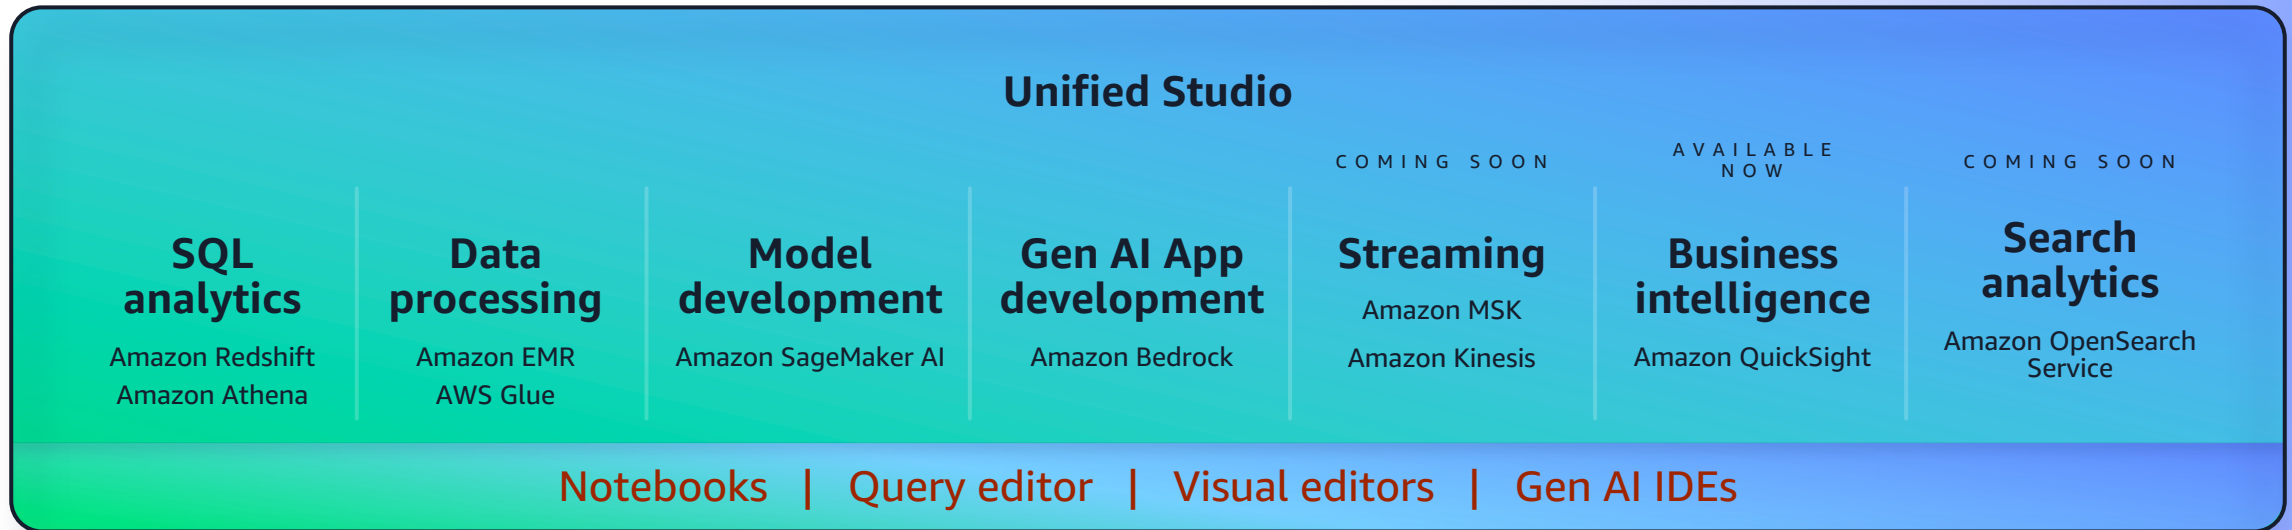 Unified Studio
SQL
analytics
Amazon Redshift
Amazon Athena
Data
processing
Amazon EMR
AWS Glue
Model
development
Amazon SageMaker AI
Gen AI App
development
Amazon Bedrock
COMING SOON
Streaming
Amazon MSK
Amazon Kinesis
AVAILABLE
NOW
Business
intelligence
Amazon QuickSight
COMING SOON
Search
analytics
Amazon OpenSearch
Service
Notebooks | Query editor | Visual editors | Gen AI IDEs